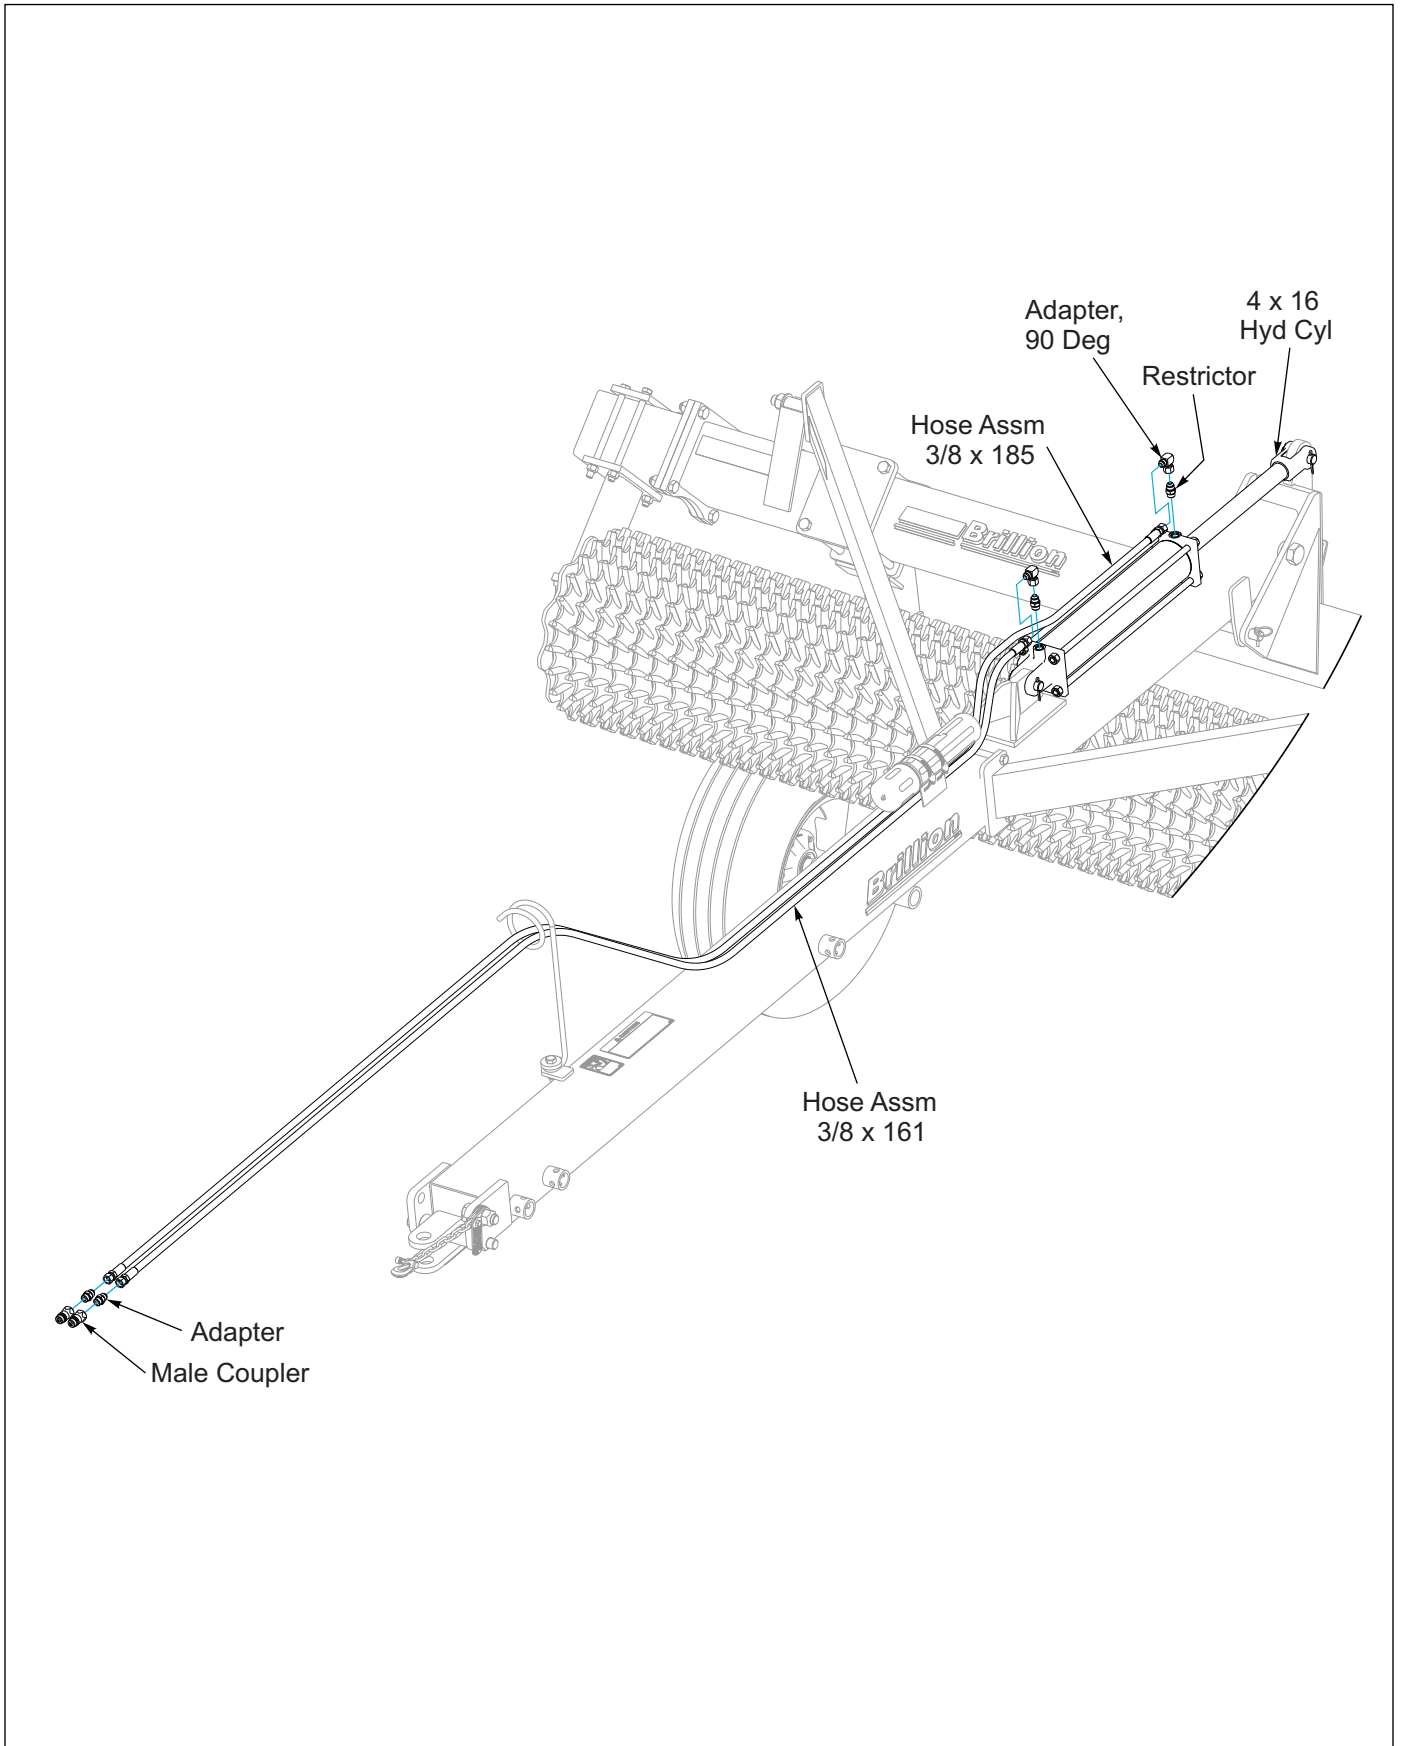 4 x 16
Hyd Cyl
Adapter,
90 Deg
Restrictor
Hose Assm
3/8 x 185
Brillion
Brillion
Hose Assm
3/8 x 161
Adapter
Male Coupler